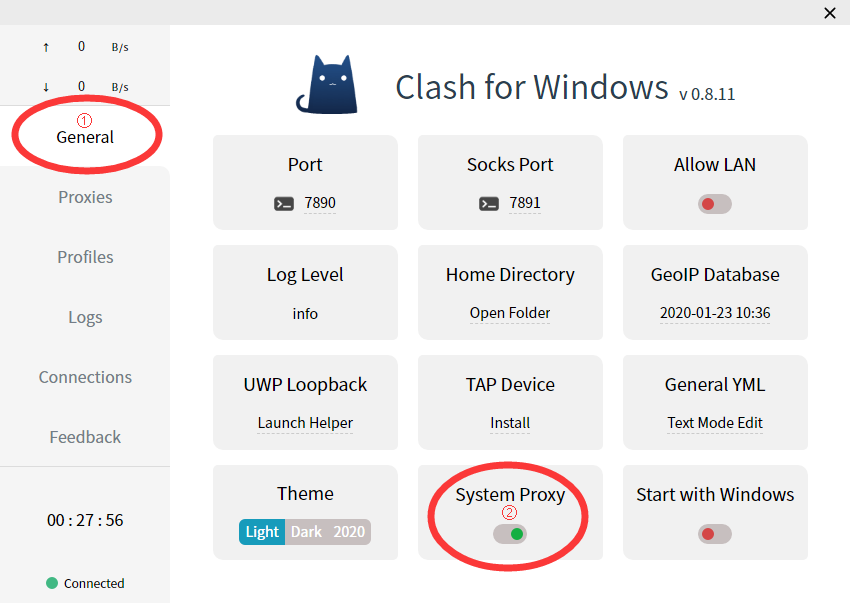 ↑ 0 B/s
↓ 0 B/s
①
General
Proxies
Profiles
Logs
Connections
Feedback
00 : 27 : 56
Connected
Clash for Windows v 0.8.11
Port
7890
Socks Port
7891
Allow LAN
Log Level
info
Home Directory
Open Folder
GeoIP Database
2020-01-23 10:36
UWP Loopback
Launch Helper
TAP Device
Install
General YML
Text Mode Edit
Theme
Light Dark 2020
System Proxy
②
Start with Windows